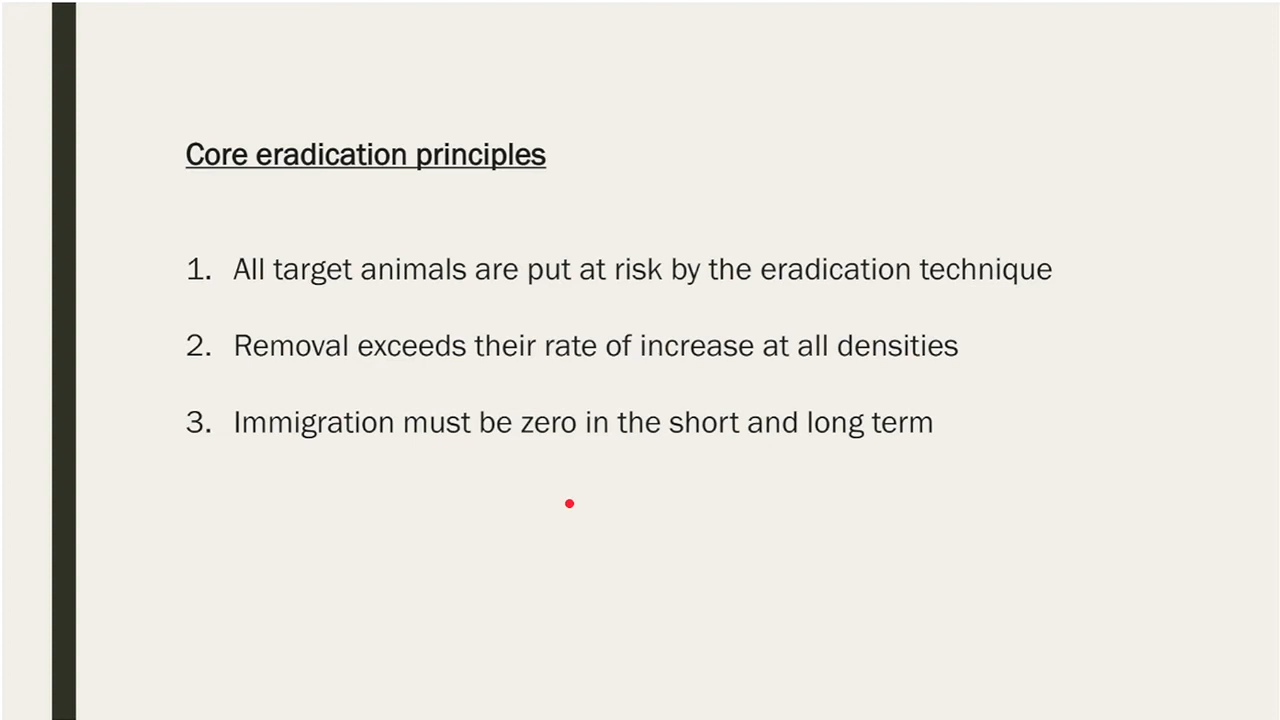 Core eradication principles
1. All target animals are put at risk by the eradication technique
2. Removal exceeds their rate of increase at all densities
3. Immigration must be zero in the short and long term